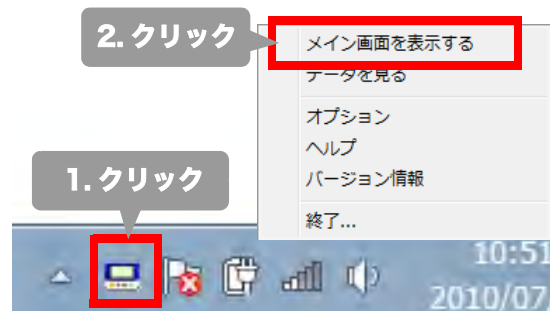 2. クリック
メイン画面を表示する
データを見る
オプション
ヘルプ
バージョン情報
終了...
1. クリック
10:51
2010/07/